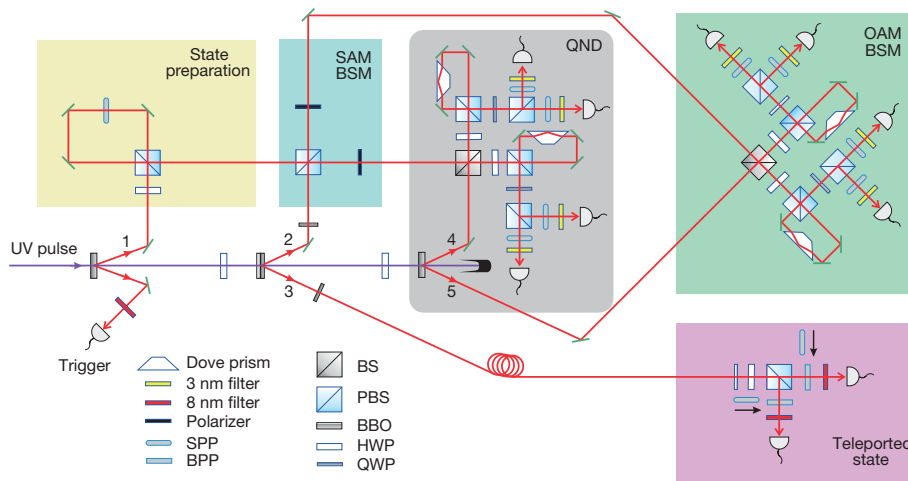 State
preparation
SAM
BSM
QND
OAM
BSM
UV pulse
1
2
3
4
5
Trigger
Dove prism
3 nm filter
8 nm filter
Polarizer
SPP
BPP
BS
PBS
BBO
HWP
QWP
Teleported
state